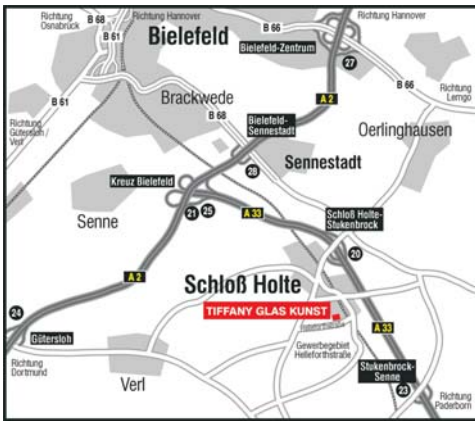 Richtung
Osnabrück
B 68
Richtung Hannover
B 61
Bielefeld
B 66
Richtung Hannover
Bielefeld-Zentrum
27
B 66
Richtung
Lemgo
B 61
Brackwede
A 2
B 68
Bielefeld-
Sennestadt
Oerlinghausen
Richtung
Gütersloh /
Verl
28
Sennestadt
Kreuz Bielefeld
21
25
A 33
Schloß Holte-
Stukenbrock
Senne
20
A 2
Schloß Holte
TIFFANY GLAS KUNST
24
A 33
Gütersloh
Gewerbegebiet
Helleforthstraße
Richtung
Dortmund
Verl
Stukenbrock-
Senne
23
Richtung
Paderborn